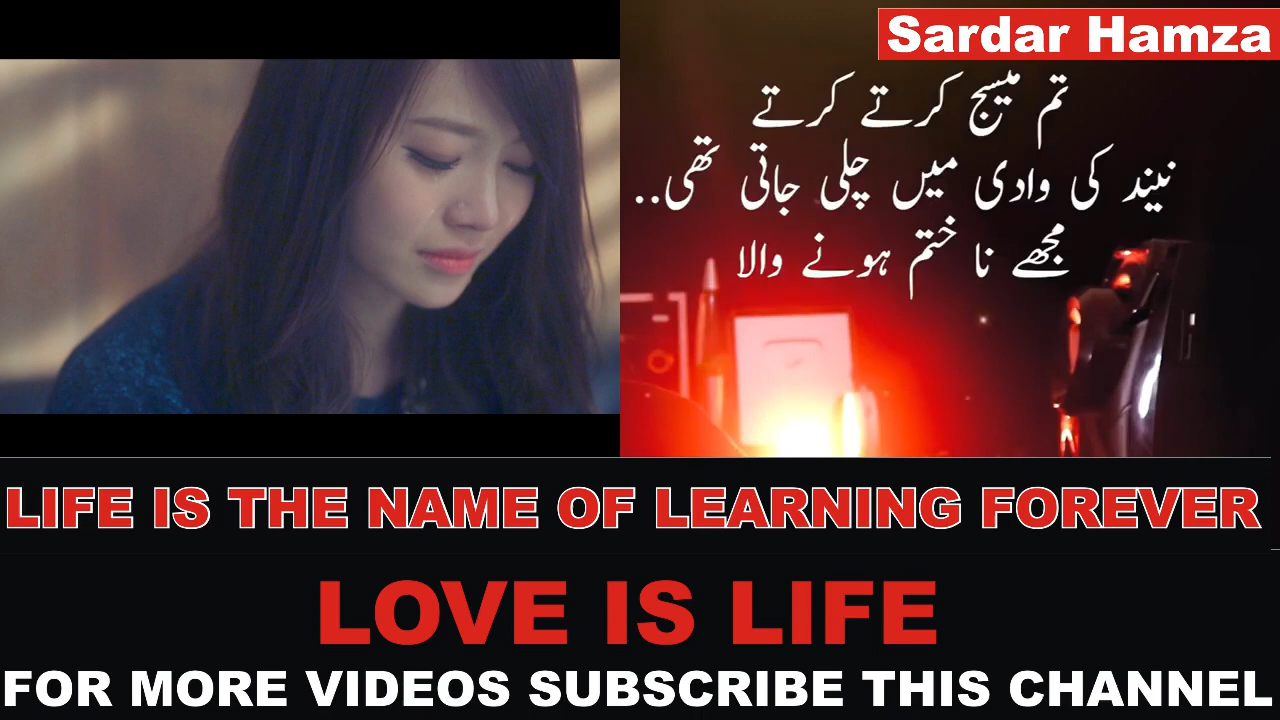 Sardar Hamza
تم میسج کرتے کرتے
نیند کی وادی میں چلی جاتی تھی..
مجھے نا ختم ہونے والا
LIFE IS THE NAME OF LEARNING FOREVER
LOVE IS LIFE
FOR MORE VIDEOS SUBSCRIBE THIS CHANNEL